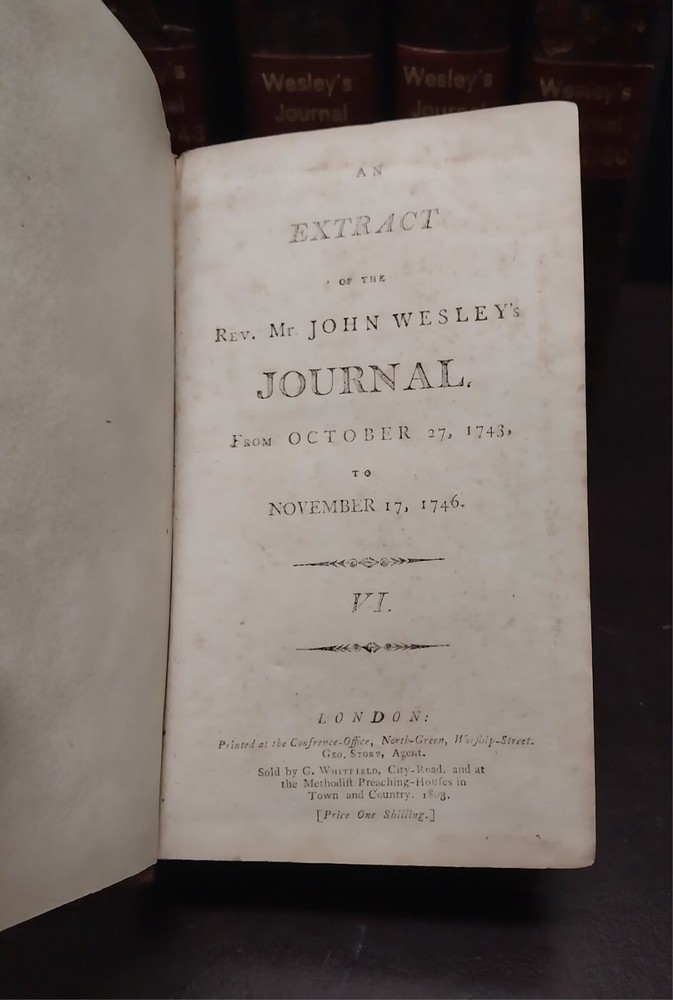 Wesley's
Journal
Wesley's
Journal
Wesley's
AN
EXTRACT
OF THE
REV. Mr. JOHN WESLEY's
JOURNAL.
FROM OCTOBER 27, 1743,
TO
NOVEMBER 17, 1746.
VI.
LONDON:
Printed at the Confrence-Office, North-Green, Worship-Street.
GEO. STORY, Agent.
Sold by G. WHITFIELD, City-Road. and at
the Methodiſt Preaching-Houſes in
Town and Country. 1803.
[Price One Shilling.]